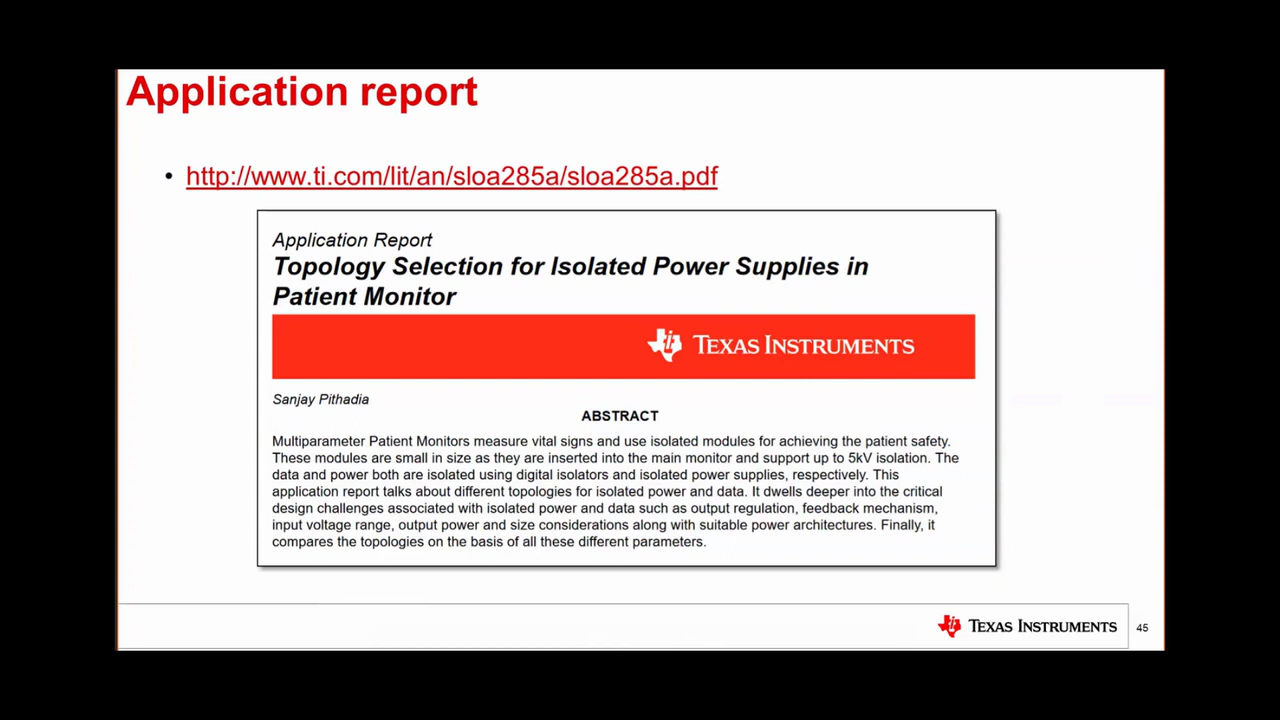 Application report
• http://www.ti.com/lit/an/sloa285a/sloa285a.pdf
Application Report
Topology Selection for Isolated Power Supplies in
Patient Monitor
TEXAS INSTRUMENTS
Sanjay Pithadia
ABSTRACT
Multiparameter Patient Monitors measure vital signs and use isolated modules for achieving the patient safety.
These modules are small in size as they are inserted into the main monitor and support up to 5kV isolation. The
data and power both are isolated using digital isolators and isolated power supplies, respectively. This
application report talks about different topologies for isolated power and data. It dwells deeper into the critical
design challenges associated with isolated power and data such as output regulation, feedback mechanism,
input voltage range, output power and size considerations along with suitable power architectures. Finally, it
compares the topologies on the basis of all these different parameters.
TEXAS INSTRUMENTS
45